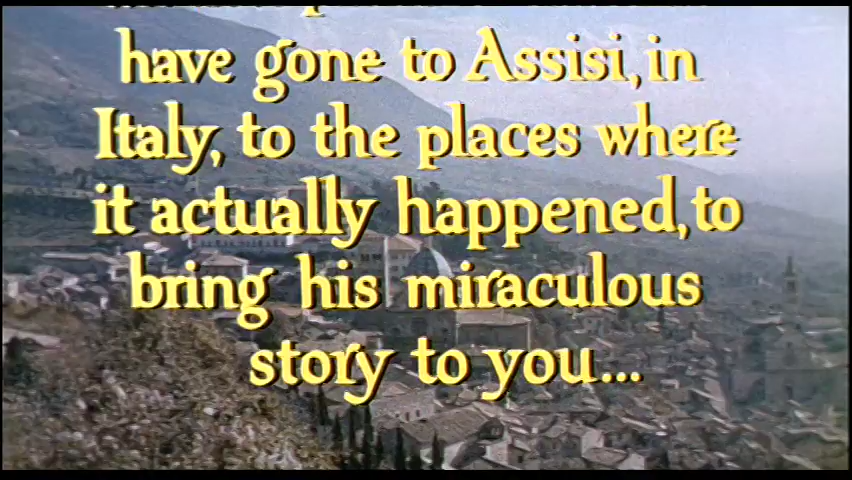 have gone to Assisi, in
Italy, to the places where
it actually happened, to
bring his miraculous
story to you...